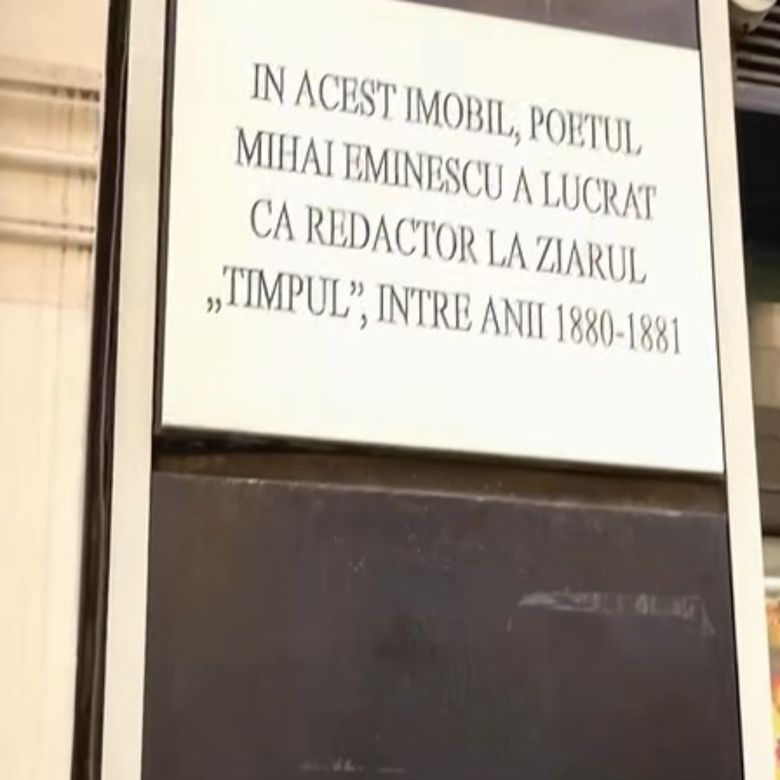 IN ACEST IMOBIL, POETUL
MIHAI EMINESCU A LUCRAT
CA REDACTOR LA ZIARUL
„TIMPUL”, INTRE ANII 1880-1881